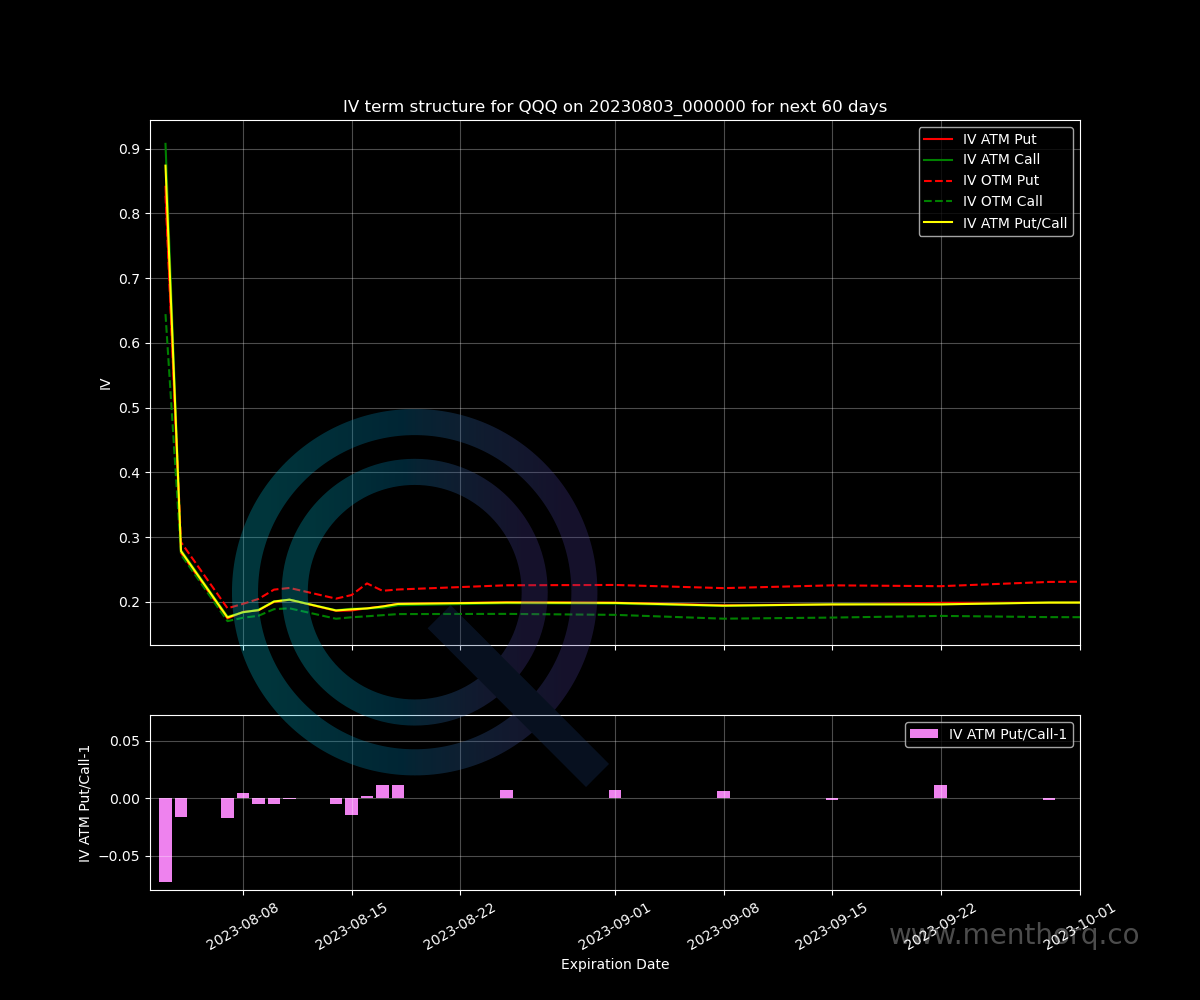 IV term structure for QQQ on 20230803_000000 for next 60 days
IV ATM Put
IV ATM Call
IV OTM Put
IV OTM Call
IV ATM Put/Call
0.9
0.8
0.7
0.6
0.5
0.4
0.3
0.2
IV
IV ATM Put/Call-1
0.05
0.00
−0.05
IV ATM Put/Call-1
2023-08-08
2023-08-15
2023-08-22
2023-09-01
2023-09-08
2023-09-15
2023-09-22
2023-10-01
www.menthorq.co
Expiration Date